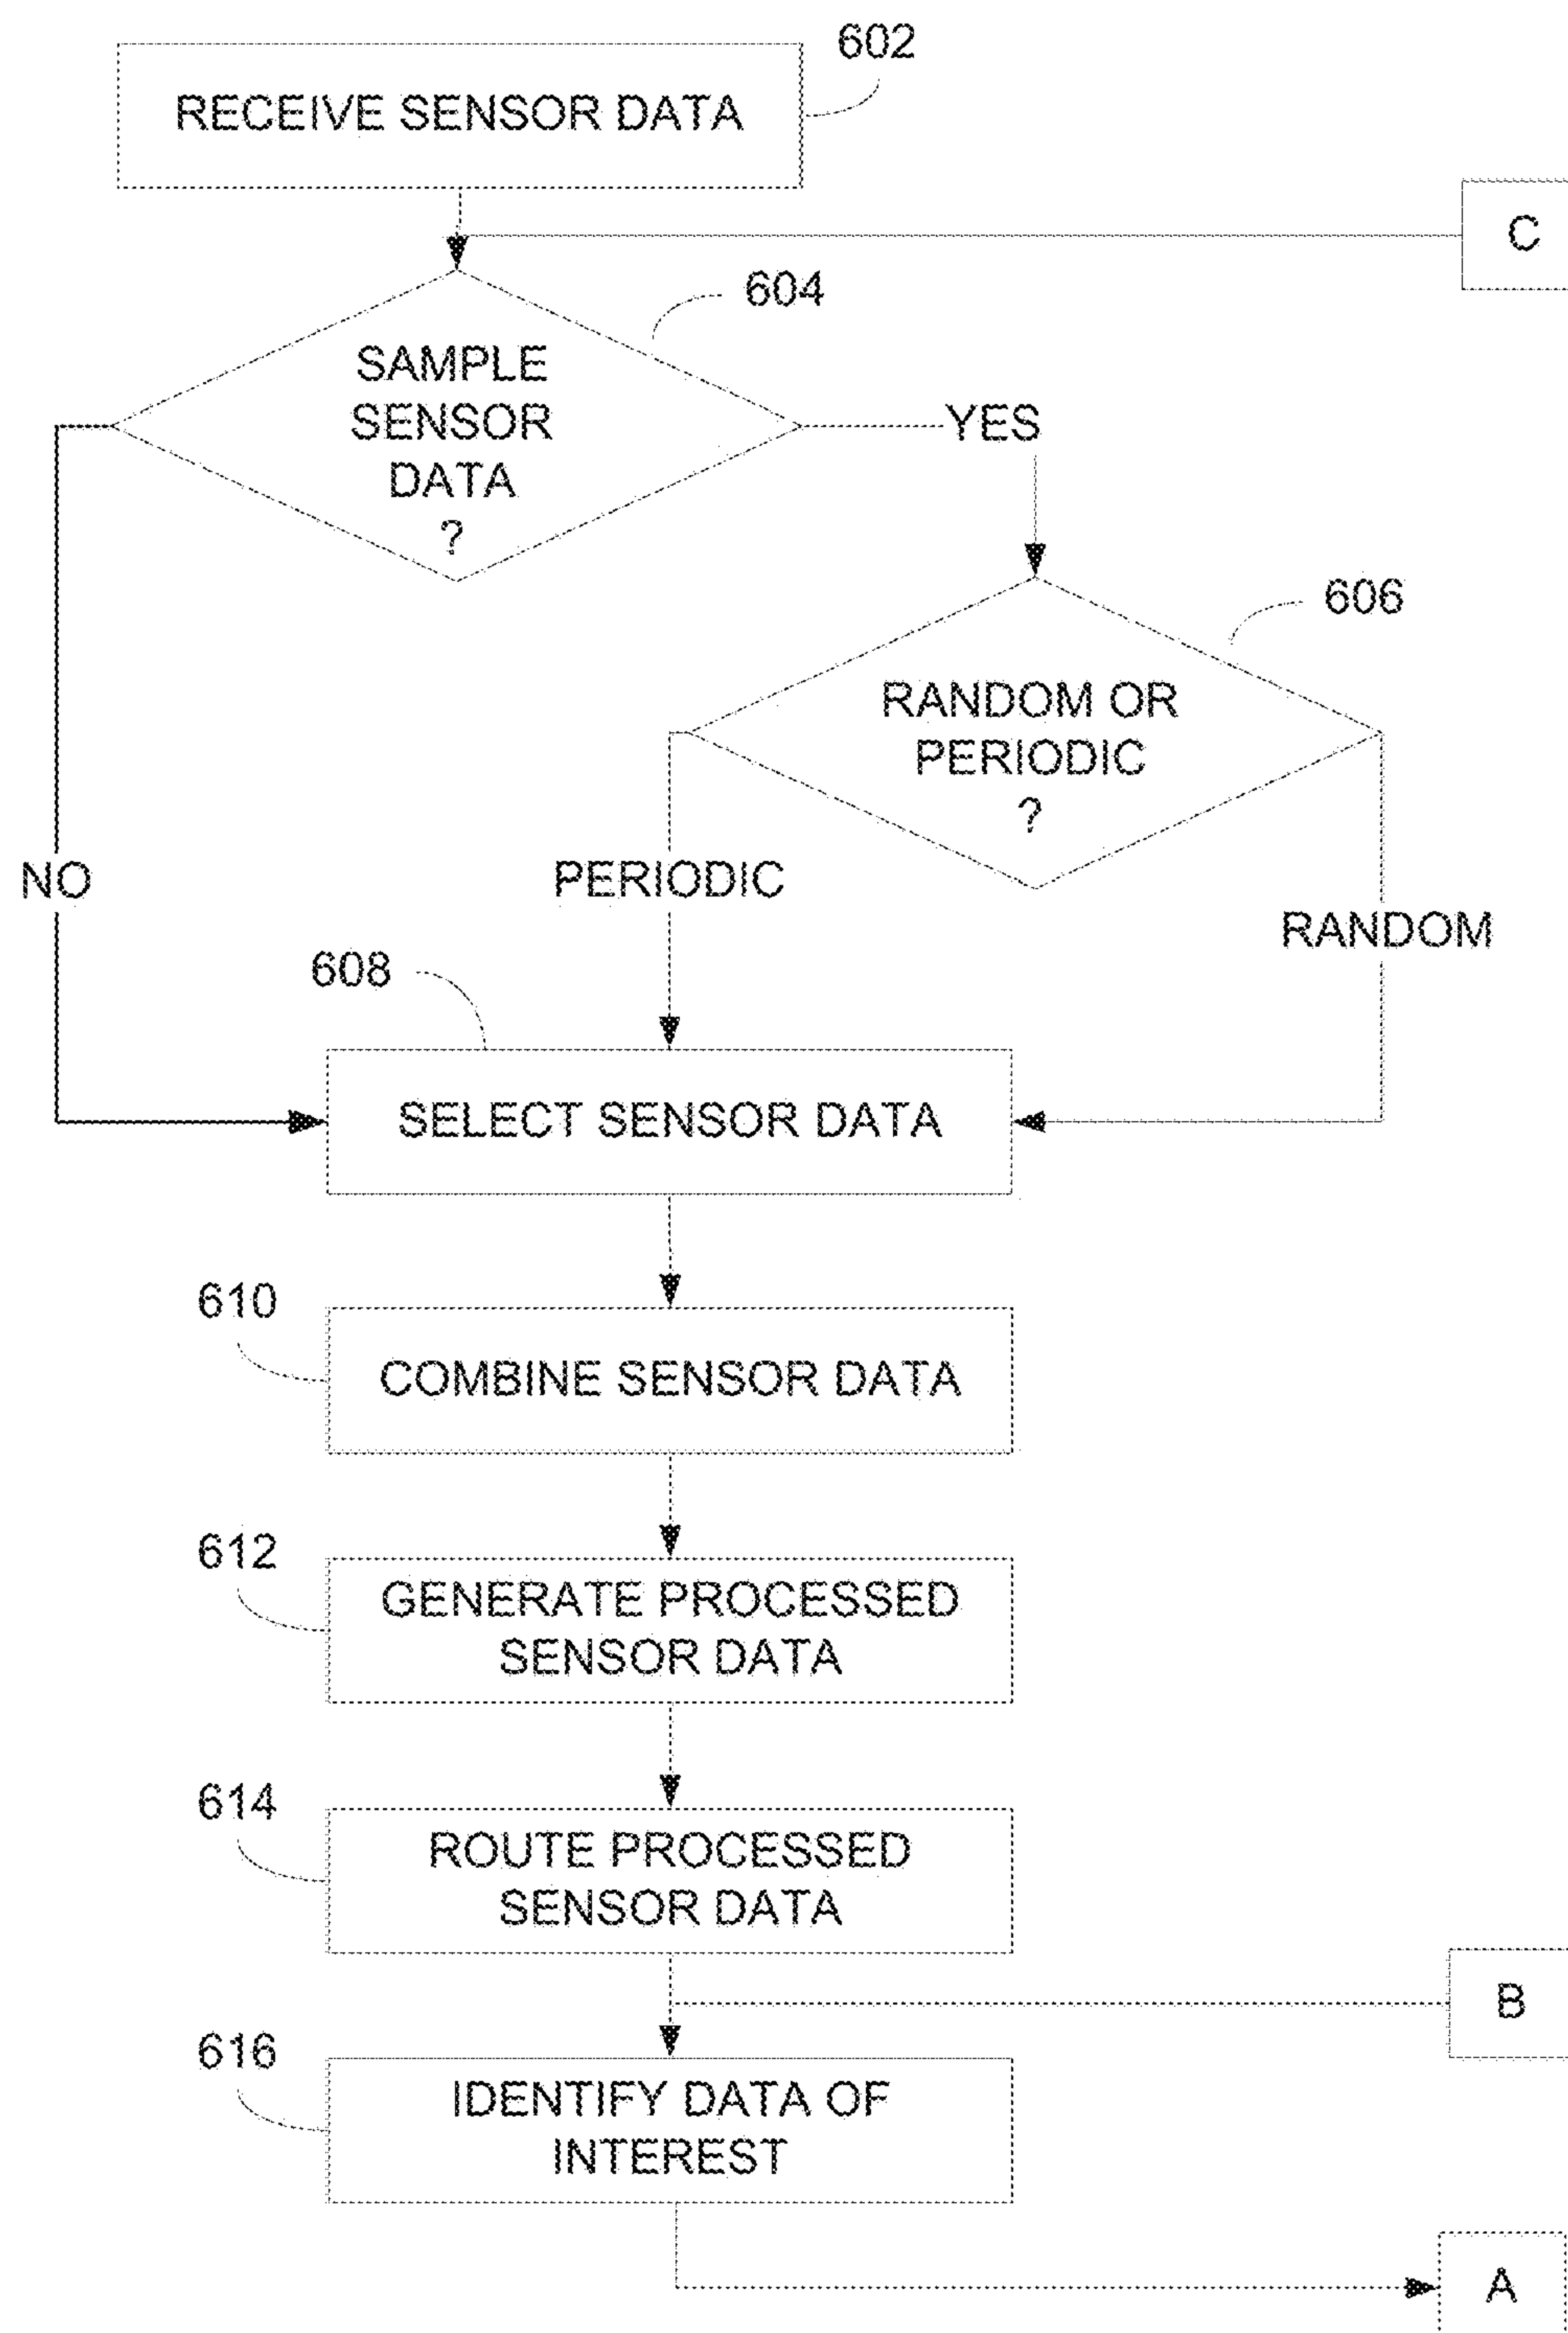 602
RECEIVE SENSOR DATA
C
604
SAMPLE
SENSOR
DATA
?
YES
606
RANDOM OR
PERIODIC
?
NO
PERIODIC
RANDOM
608
SELECT SENSOR DATA
610
COMBINE SENSOR DATA
612
GENERATE PROCESSED
SENSOR DATA
614
ROUTE PROCESSED
SENSOR DATA
B
616
IDENTIFY DATA OF
INTEREST
A